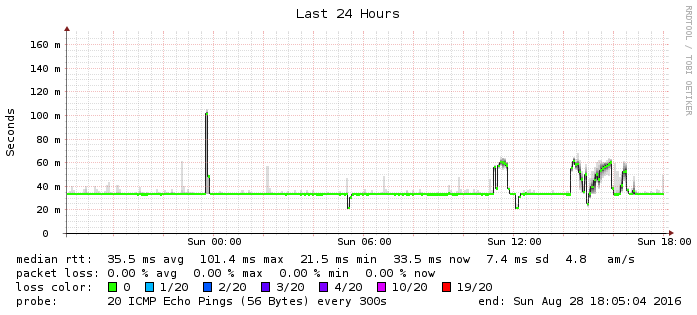 Last 24 Hours
RRDTOOL / TOBI OETIKER
Seconds
160 m
140 m
120 m
100 m
80 m
60 m
40 m
20 m
0
Sun 00:00 Sun 06:00 Sun 12:00 Sun 18:00
median rtt: 35.5 ms avg 101.4 ms max 21.5 ms min 33.5 ms now 7.4 ms sd 4.8 am/s
packet loss: 0.00 % avg 0.00 % max 0.00 % min 0.00 % now
loss color: 0 1/20 2/20 3/20 4/20 10/20 19/20
probe: 20 ICMP Echo Pings (56 Bytes) every 300s end: Sun Aug 28 18:05:04 2016